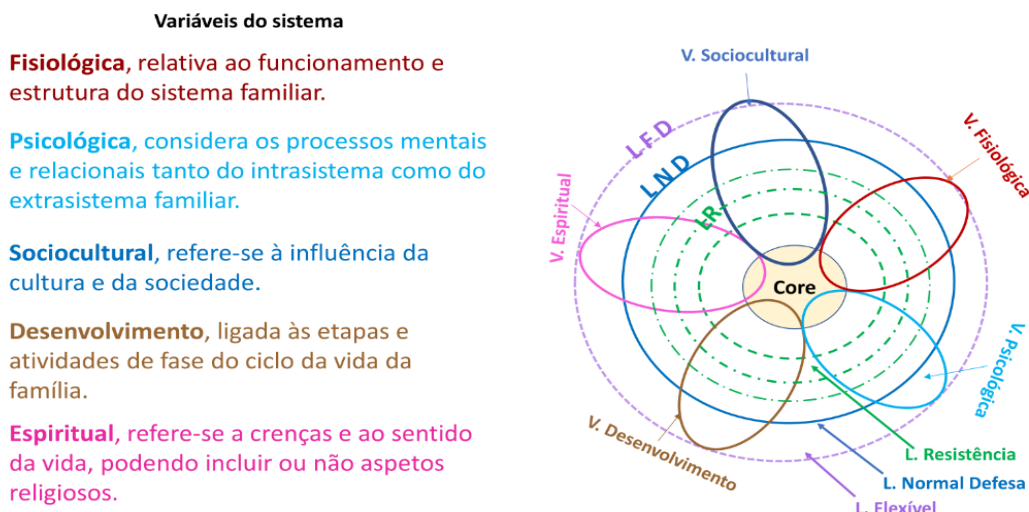 Variáveis do sistema
Fisiológica, relativa ao funcionamento e
estrutura do sistema familiar.
Psicológica, considera os processos mentais
e relacionais tanto do intrasistema como do
extrasistema familiar.
Sociocultural, refere-se à influência da
cultura e da sociedade.
Desenvolvimento, ligada às etapas e
atividades de fase do ciclo da vida da
família.
Espiritual, refere-se a crenças e ao sentido
da vida, podendo incluir ou não aspetos
religiosos.
V. Sociocultural
V. Fisiológica
L F D
L N D
LR
V. Espiritual
Core
V. Psicológica
V. Desenvolvimento
L. Resistência
L. Normal Defesa
L. Flexível